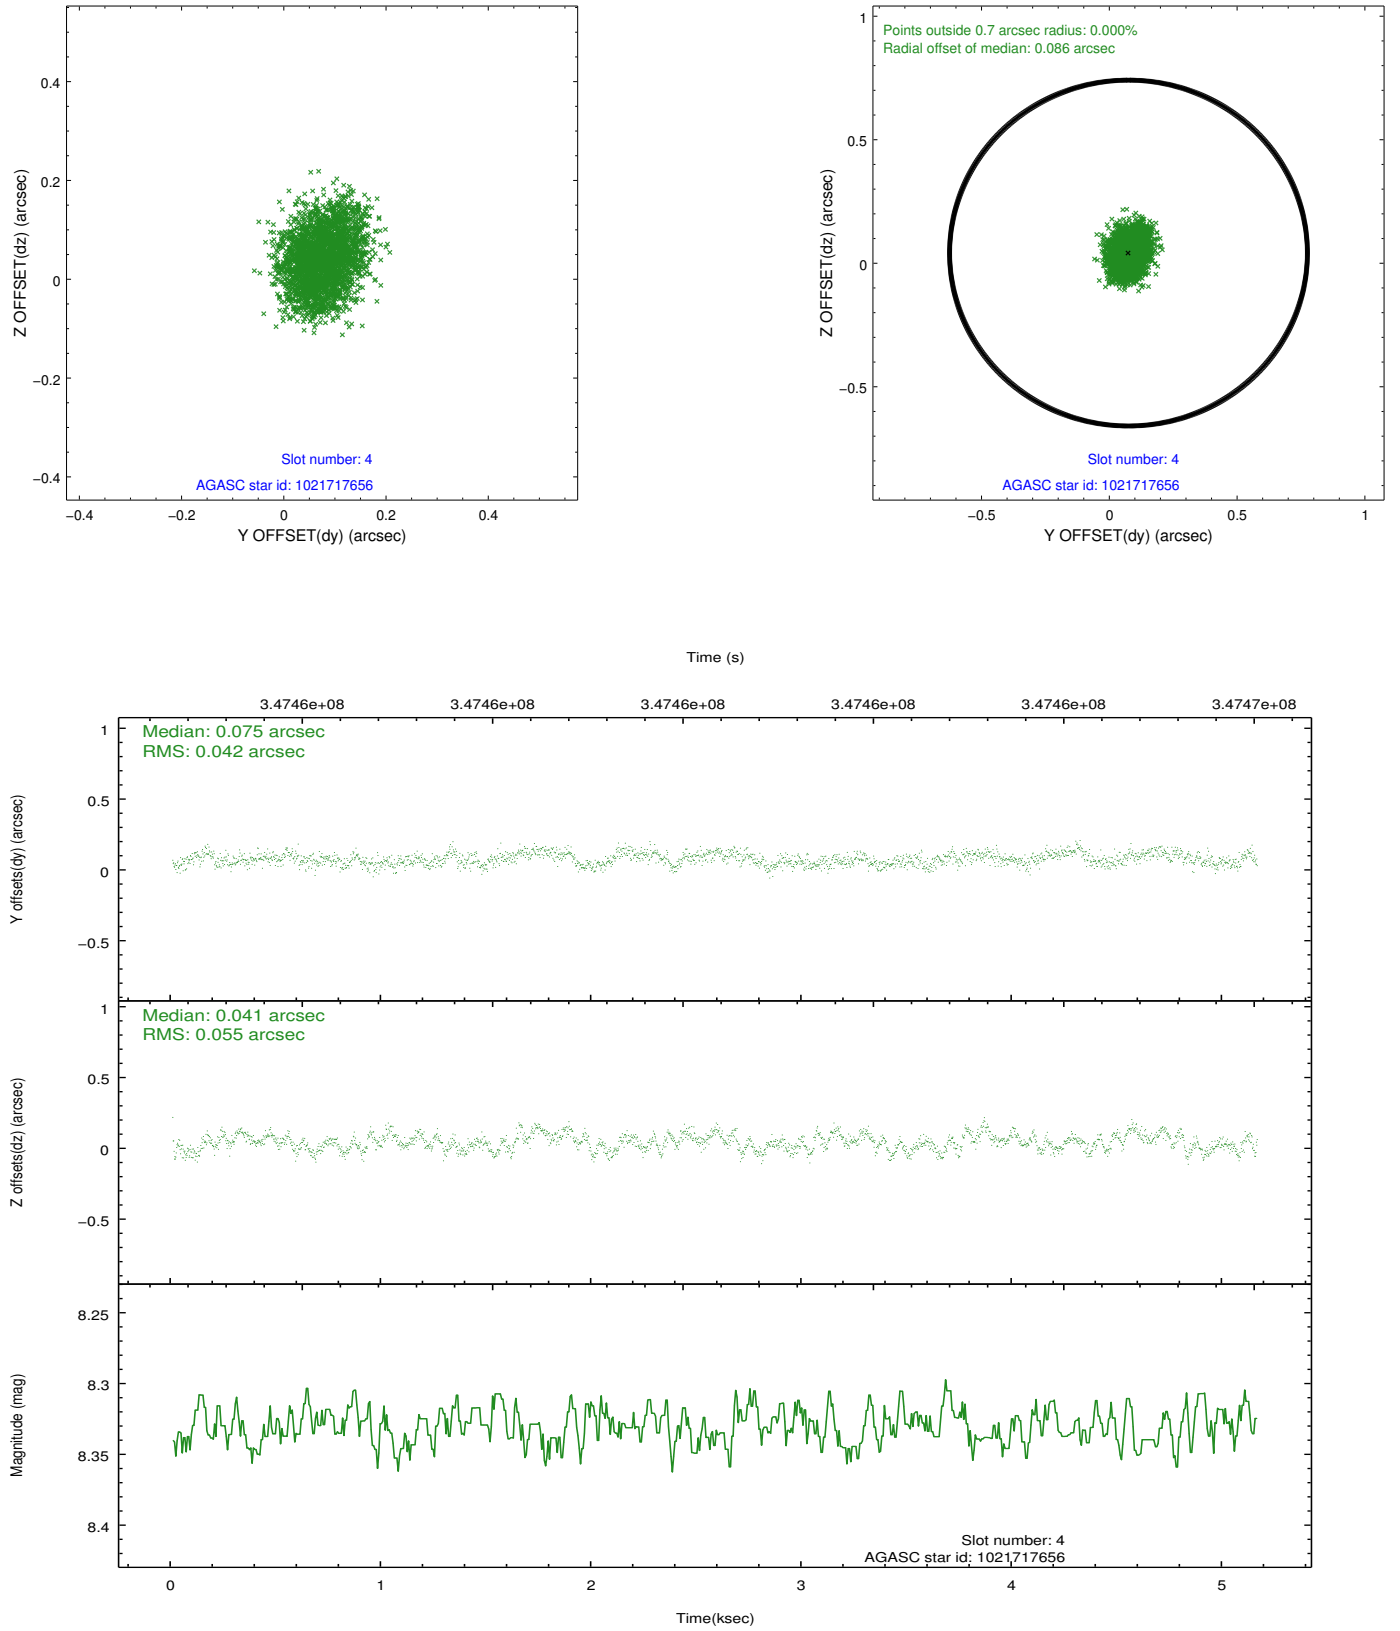 0.4
0.2
0
−0.2
−0.4
Z OFFSET(dz) (arcsec)
Slot number: 4
AGASC star id: 1021717656
−0.4 −0.2 0 0.2 0.4
Y OFFSET(dy) (arcsec)
1
0.5
0
−0.5
Z OFFSET(dz) (arcsec)
Points outside 0.7 arcsec radius: 0.000%
Radial offset of median: 0.086 arcsec
Slot number: 4
AGASC star id: 1021717656
−0.5 0 0.5 1
Y OFFSET(dy) (arcsec)
Time (s)
3.4746e+08 3.4746e+08 3.4746e+08 3.4746e+08 3.4746e+08 3.4747e+08
Median: 0.075 arcsec
RMS: 0.042 arcsec
1
0.5
0
−0.5
Y offsets(dy) (arcsec)
Median: 0.041 arcsec
RMS: 0.055 arcsec
1
0.5
0
−0.5
Z offsets(dz) (arcsec)
8.25
8.3
8.35
8.4
Magnitude (mag)
Slot number: 4
AGASC star id: 1021717656
0 1 2 3 4 5
Time(ksec)